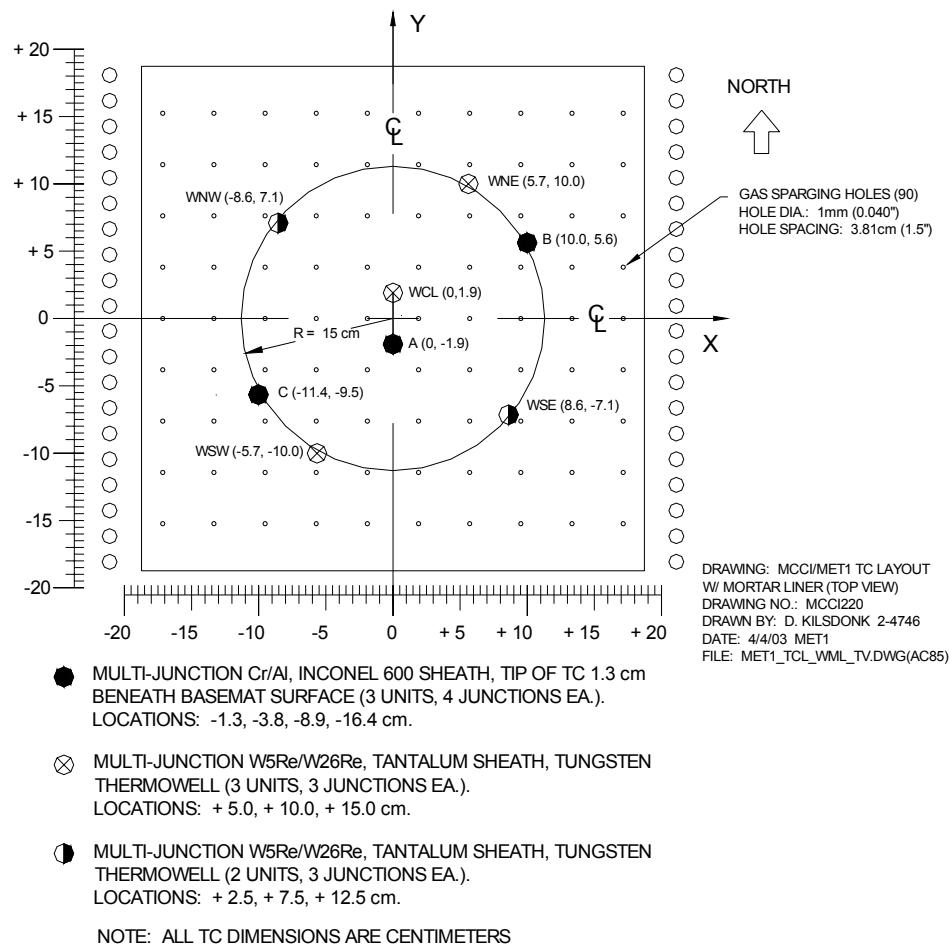 Y
+ 20
+ 15
+ 10
+ 5
0
-5
-10
-15
-20
NORTH
CL
WNE (5.7, 10.0)
WNW (-8.6, 7.1)
GAS SPARGING HOLES (90)
HOLE DIA.: 1mm (0.040")
HOLE SPACING: 3.81cm (1.5")
B (10.0, 5.6)
WCL (0,1.9)
CL
R = 15 cm
A (0, -1.9)
X
C (-11.4, -9.5)
WSE (8.6, -7.1)
WSW (-5.7, -10.0)
-20 -15 -10 -5 0 + 5 + 10 + 15 + 20
DRAWING: MCCI/MET1 TC LAYOUT
W/ MORTAR LINER (TOP VIEW)
DRAWING NO.: MCCI220
DRAWN BY: D. KILSDONK 2-4746
DATE: 4/4/03 MET1
FILE: MET1_TCL_WML_TV.DWG(AC85)
MULTI-JUNCTION Cr/Al, INCONEL 600 SHEATH, TIP OF TC 1.3 cm
BENEATH BASEMAT SURFACE (3 UNITS, 4 JUNCTIONS EA.).
LOCATIONS: -1.3, -3.8, -8.9, -16.4 cm.
MULTI-JUNCTION W5Re/W26Re, TANTALUM SHEATH, TUNGSTEN
THERMOWELL (3 UNITS, 3 JUNCTIONS EA.).
LOCATIONS: + 5.0, + 10.0, + 15.0 cm.
MULTI-JUNCTION W5Re/W26Re, TANTALUM SHEATH, TUNGSTEN
THERMOWELL (2 UNITS, 3 JUNCTIONS EA.).
LOCATIONS: + 2.5, + 7.5, + 12.5 cm.
NOTE: ALL TC DIMENSIONS ARE CENTIMETERS